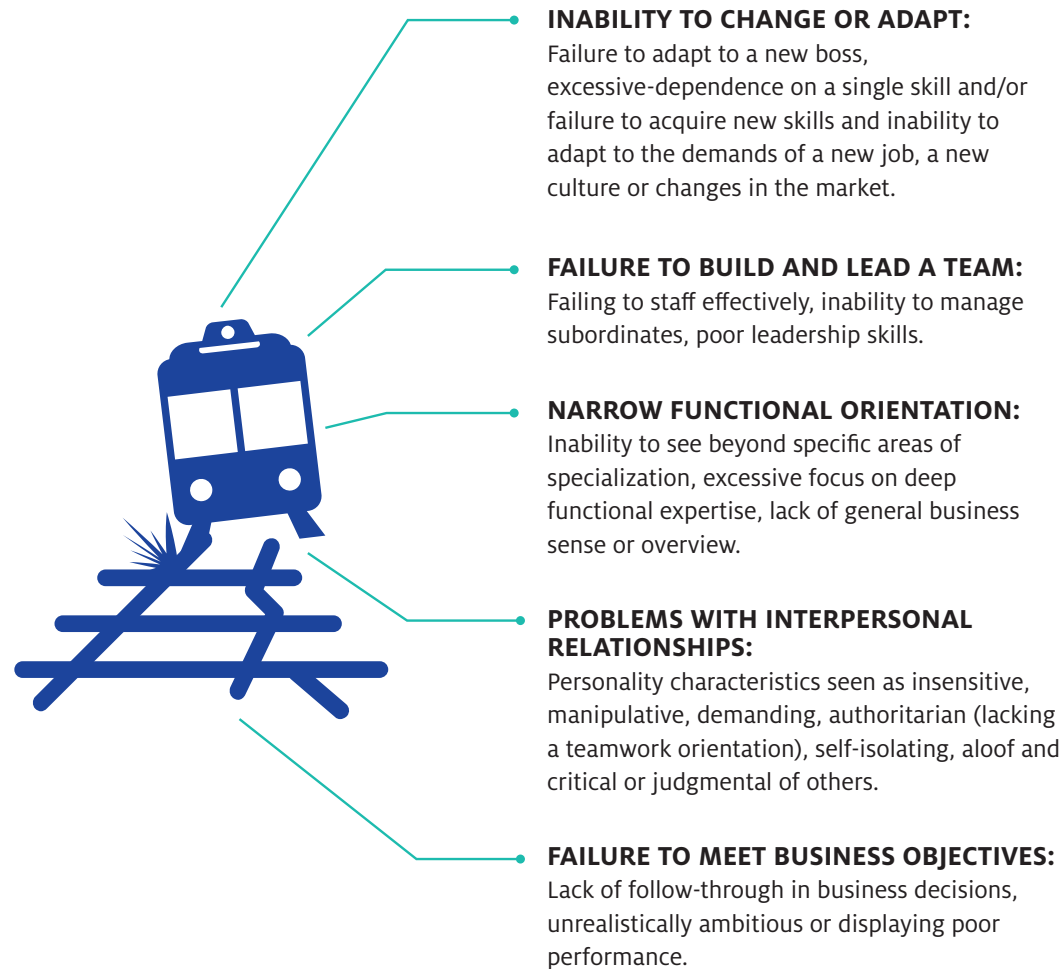 INABILITY TO CHANGE OR ADAPT:
Failure to adapt to a new boss,
excessive-dependence on a single skill and/or
failure to acquire new skills and inability to
adapt to the demands of a new job, a new
culture or changes in the market.
FAILURE TO BUILD AND LEAD A TEAM:
Failing to staff effectively, inability to manage
subordinates, poor leadership skills.
NARROW FUNCTIONAL ORIENTATION:
Inability to see beyond specific areas of
specialization, excessive focus on deep
functional expertise, lack of general business
sense or overview.
PROBLEMS WITH INTERPERSONAL
RELATIONSHIPS:
Personality characteristics seen as insensitive,
manipulative, demanding, authoritarian (lacking
a teamwork orientation), self-isolating, aloof and
critical or judgmental of others.
FAILURE TO MEET BUSINESS OBJECTIVES:
Lack of follow-through in business decisions,
unrealistically ambitious or displaying poor
performance.